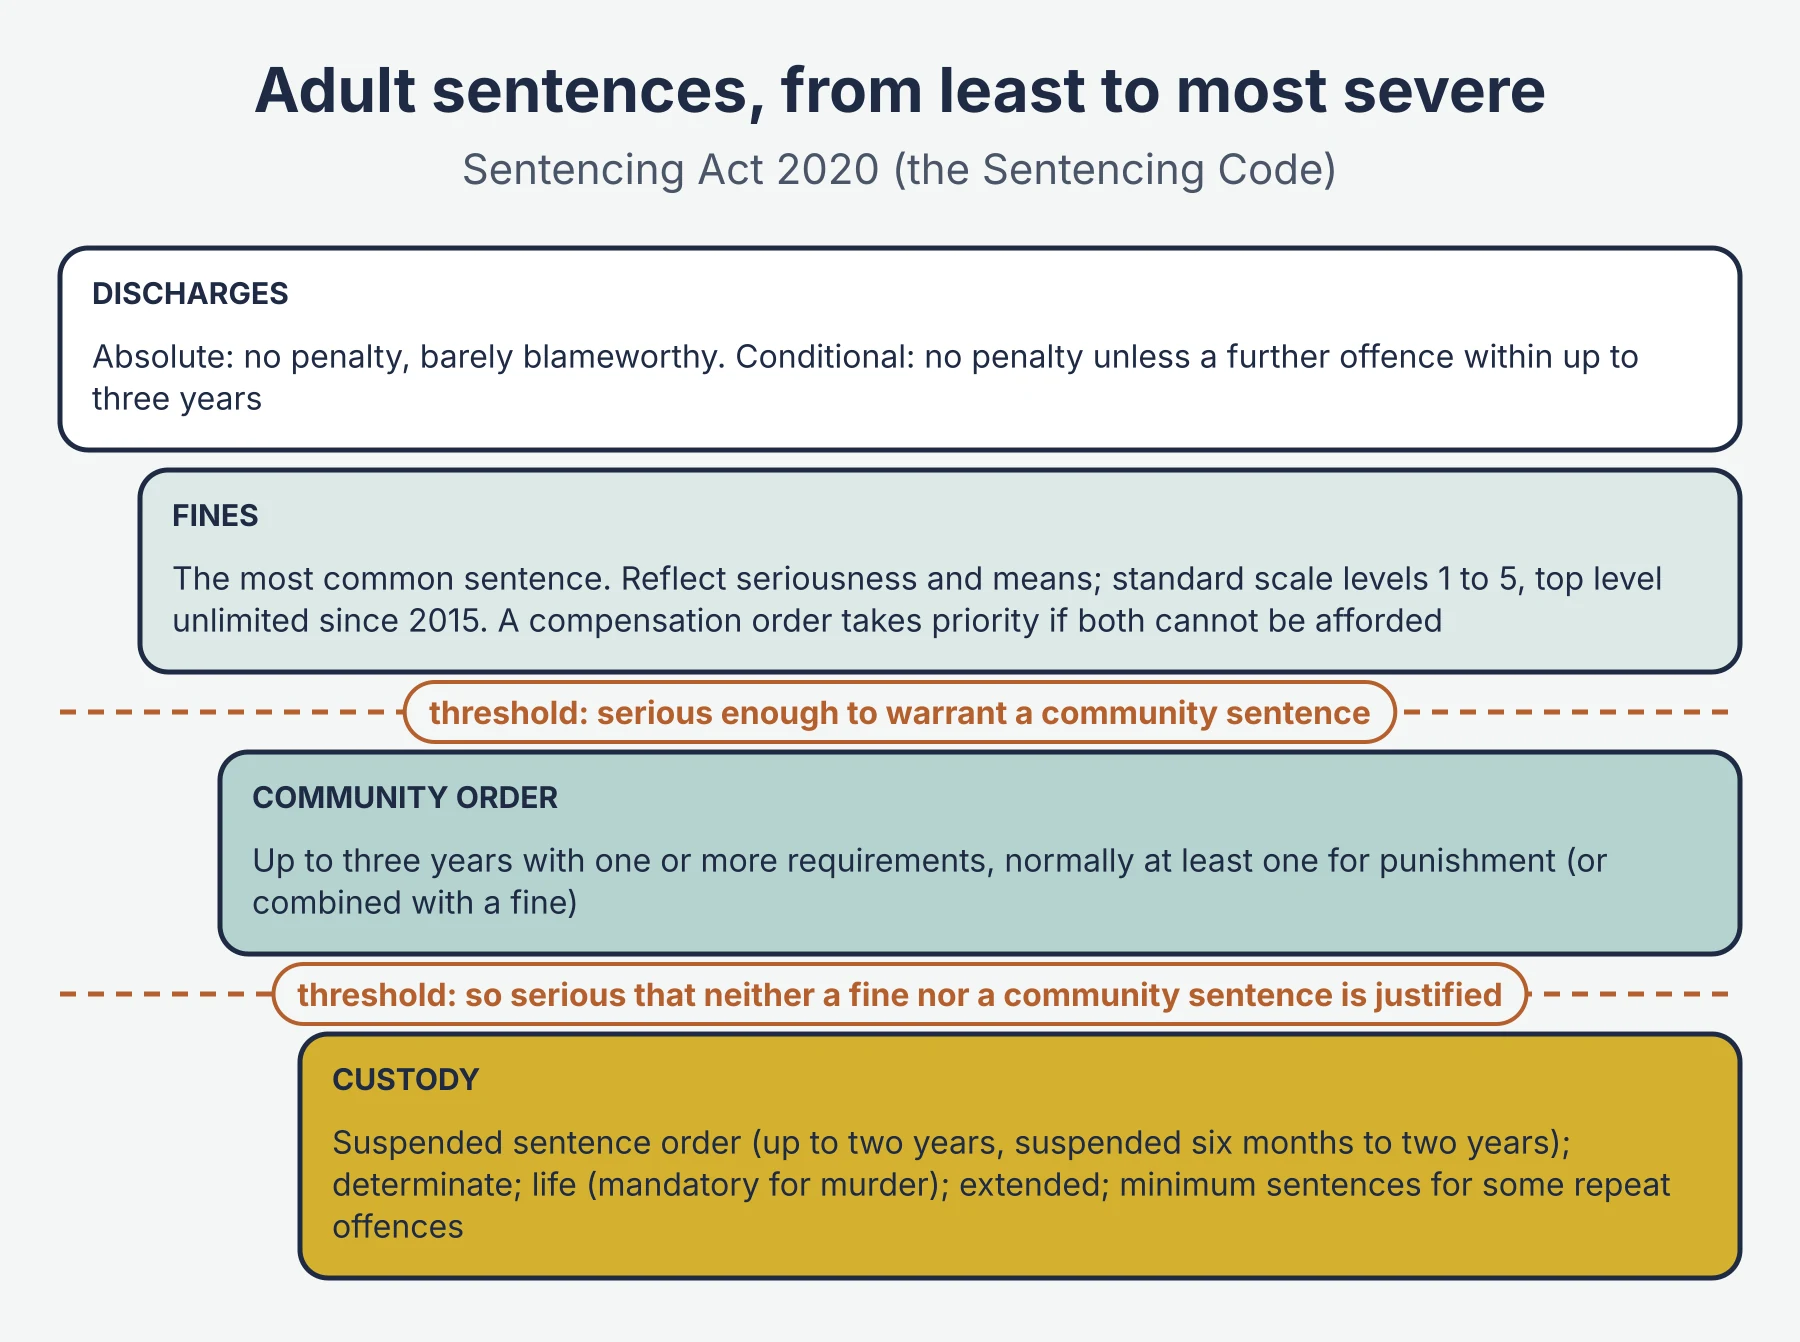 Adult sentences, from least to most severe
Sentencing Act 2020 (the Sentencing Code)
DISCHARGES
Absolute: no penalty, barely blameworthy. Conditional: no penalty unless a further offence within up to
three years
FINES
The most common sentence. Reflect seriousness and means; standard scale levels 1 to 5, top level
unlimited since 2015. A compensation order takes priority if both cannot be afforded
threshold: serious enough to warrant a community sentence
COMMUNITY ORDER
Up to three years with one or more requirements, normally at least one for punishment (or
combined with a fine)
threshold: so serious that neither a fine nor a community sentence is justified
CUSTODY
Suspended sentence order (up to two years, suspended six months to two years);
determinate; life (mandatory for murder); extended; minimum sentences for some repeat
offences